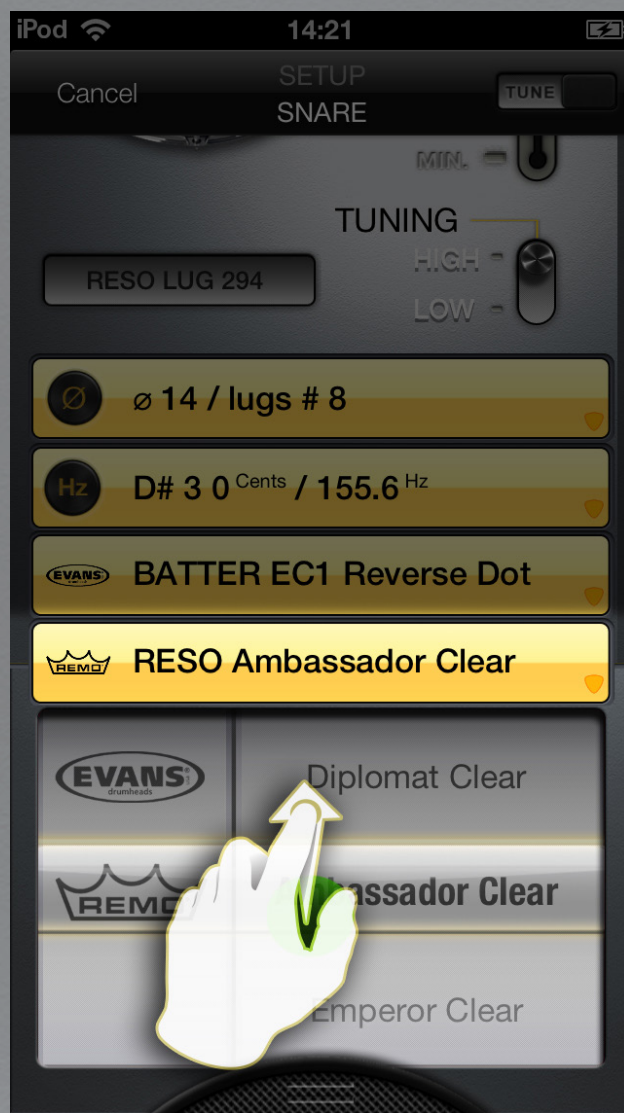 iPod 14:21
SETUP
Cancel SNARE TUNE
MIN.
TUNING
HIGH
RESO LUG 294
LOW
Ø ⌀ 14 / lugs # 8
Hz D# 3 0 Cents / 155.6 Hz
EVANS BATTER EC1 Reverse Dot
REMO RESO Ambassador Clear
EVANS Diplomat Clear
drumheads
REMO Ambassador Clear
Emperor Clear